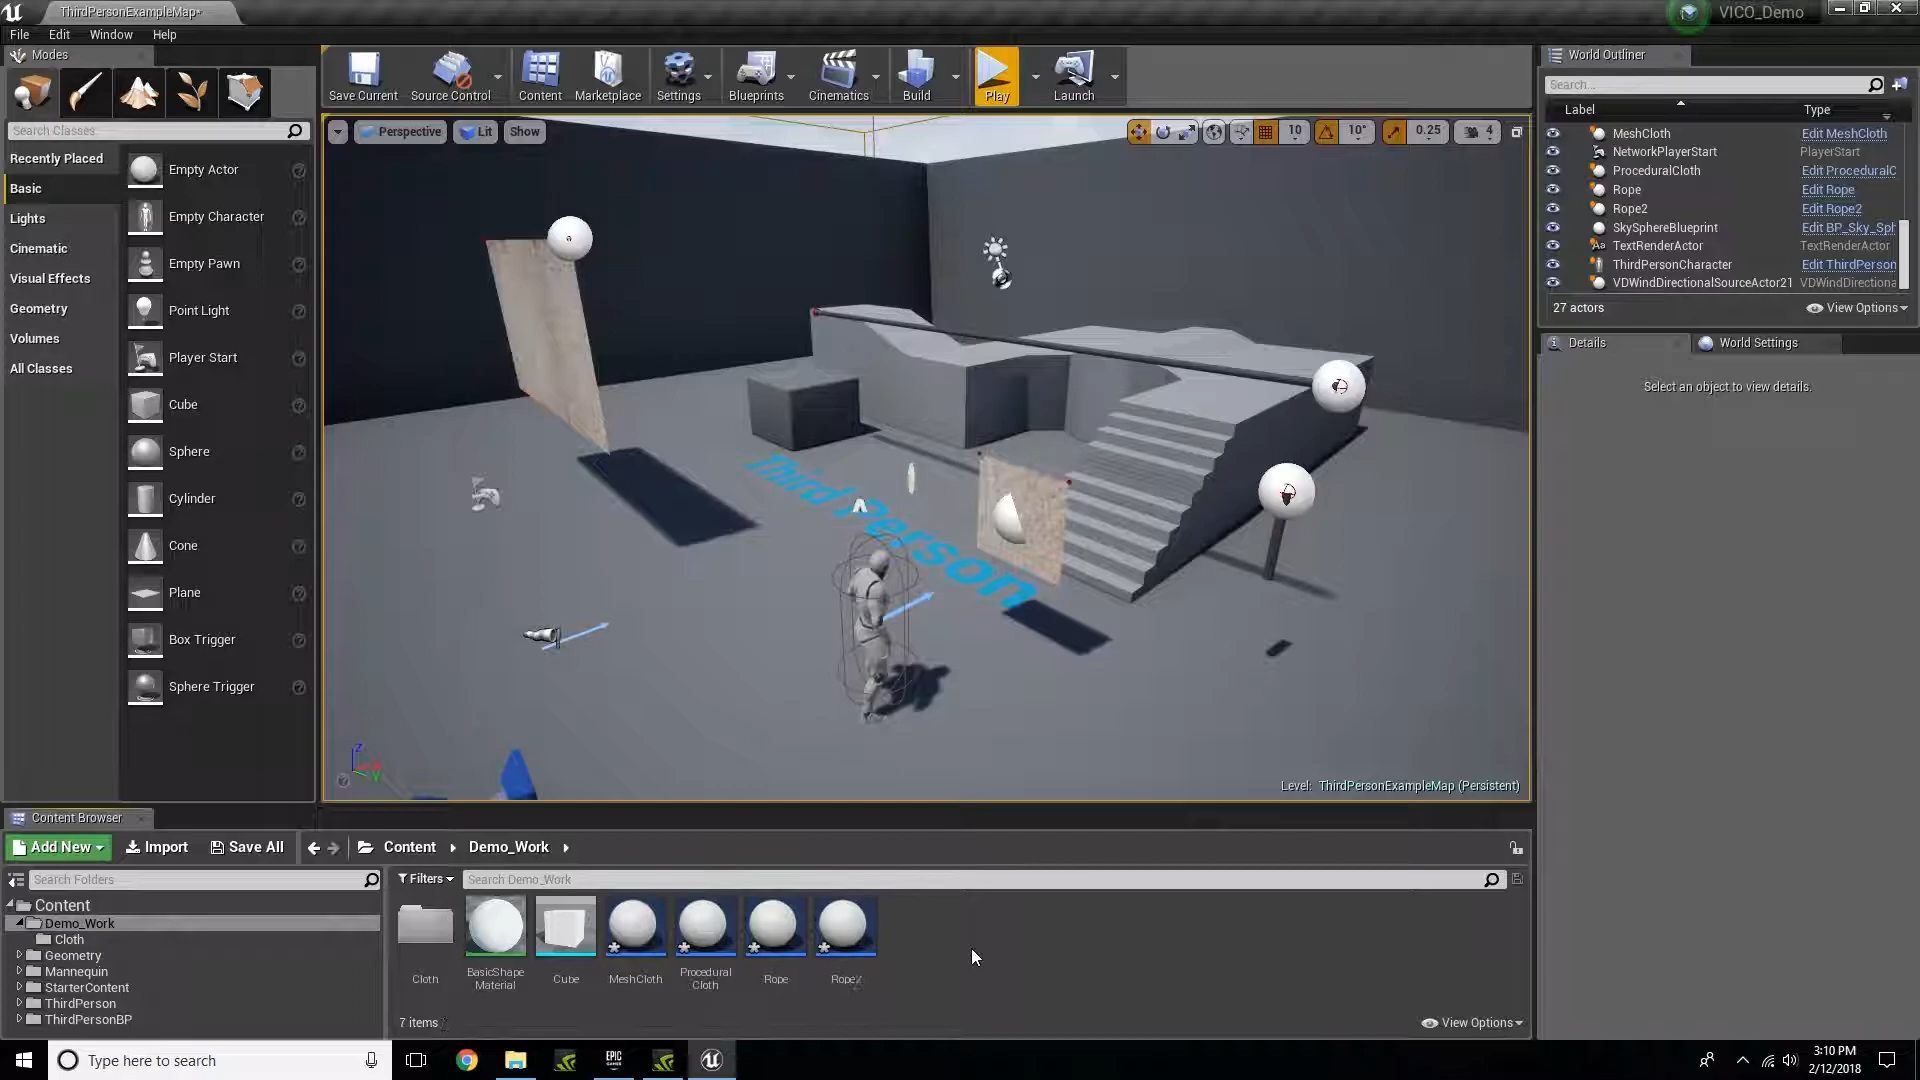 ThirdPersonExampleMap*
VICO_Demo
File Edit Window Help
Modes
Search Classes
Recently Placed
Basic
Lights
Cinematic
Visual Effects
Geometry
Volumes
All Classes
Empty Actor
Empty Character
Empty Pawn
Point Light
Player Start
Cube
Sphere
Cylinder
Cone
Plane
Box Trigger
Sphere Trigger
Save Current Source Control Content Marketplace Settings Blueprints Cinematics Build Play Launch
Perspective Lit Show
10 10° 0.25 4
Third Person
Level: ThirdPersonExampleMap (Persistent)
World Outliner
Search...
Label Type
MeshCloth Edit MeshCloth
NetworkPlayerStart PlayerStart
ProceduralCloth Edit ProceduralC
Rope Edit Rope
Rope2 Edit Rope2
SkySphereBlueprint Edit BP_Sky_Sph
Aa TextRenderActor TextRenderActor
ThirdPersonCharacter Edit ThirdPerson
VDWindDirectionalSourceActor21 VDWindDirectiona
27 actors View Options
Details World Settings
Select an object to view details.
Content Browser
Add New Import Save All Content Demo_Work
Search Folders
Filters Search Demo_Work
Content
Demo_Work
Cloth
Geometry
Mannequin
StarterContent
ThirdPerson
ThirdPersonBP
Cloth
BasicShape
Material
Cube
MeshCloth
Procedural
Cloth
Rope
Rope2
7 items View Options
Type here to search
EPIC
GAMES
3:10 PM
2/12/2018